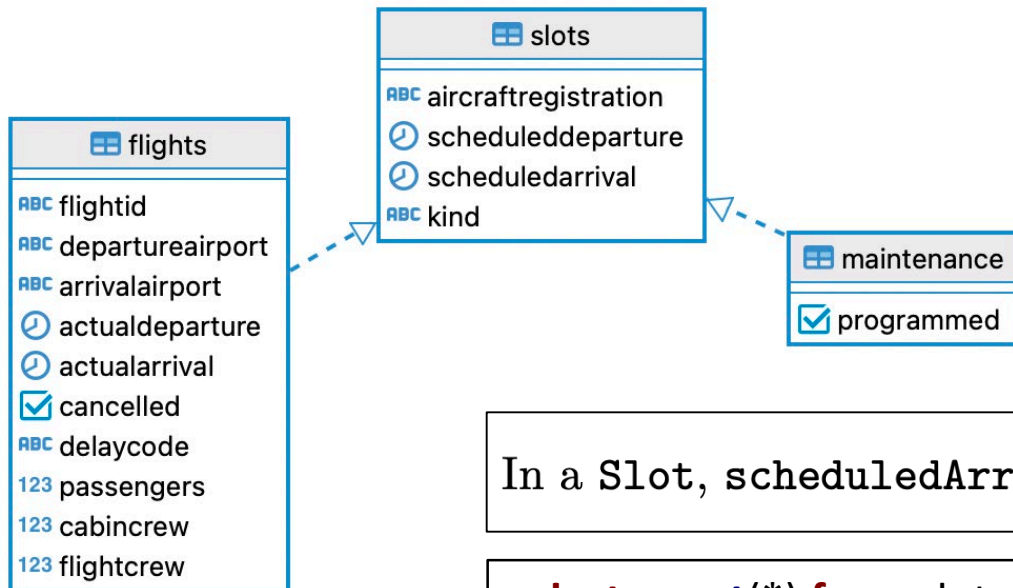 slots
aircraftregistration
scheduleddeparture
scheduledarrival
kind
flights
flightid
departureairport
arrivalairport
actualdeparture
actualarrival
cancelled
delaycode
passengers
cabincrew
flightcrew
maintenance
programmed
In a Slot, scheduledArr